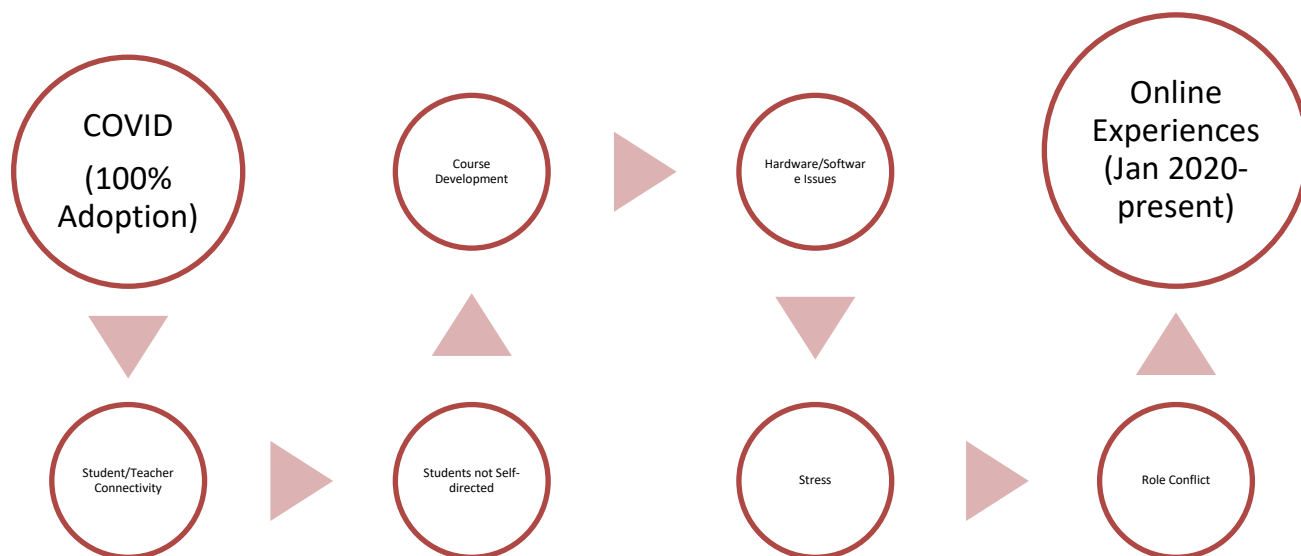 COVID
(100%
Adoption)
Student/Teacher
Connectivity
Students not Self-
directed
Course
Development
Hardware/Softwar
e Issues
Stress
Role Conflict
Online
Experiences
(Jan 2020-
present)